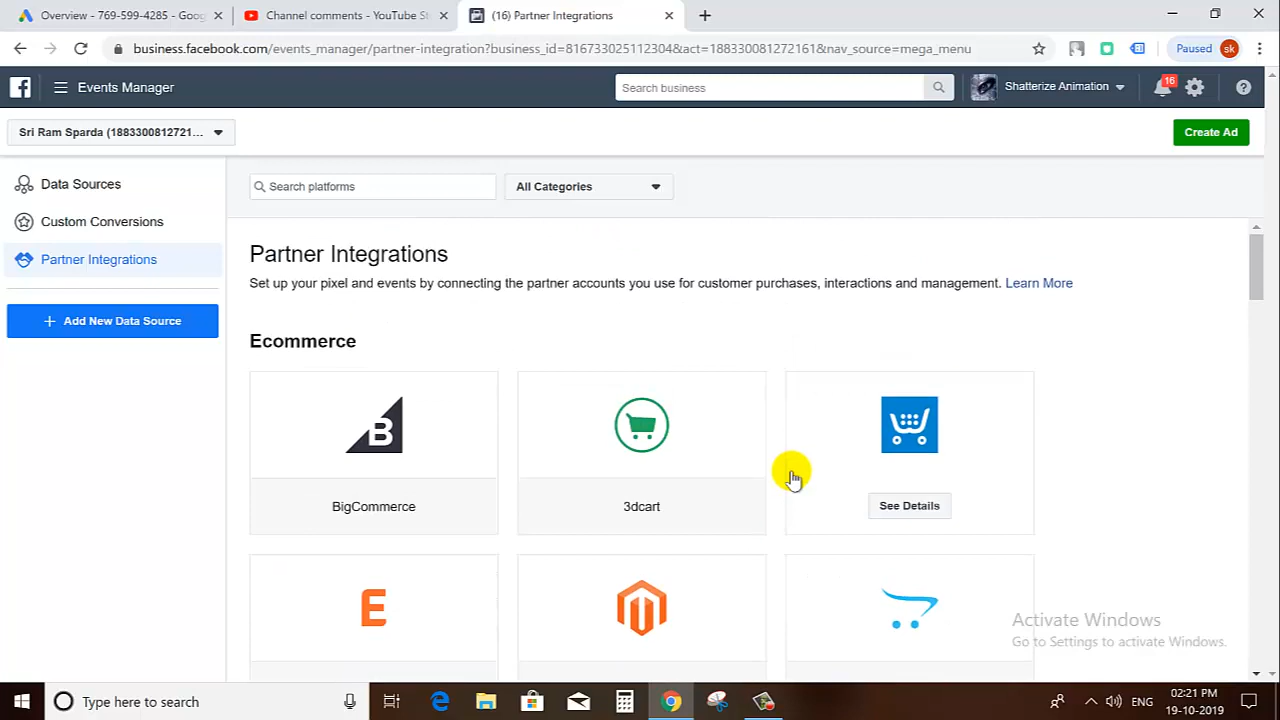 Overview - 769-599-4285 - Goog
Channel comments - YouTube St
(16) Partner Integrations
business.facebook.com/events_manager/partner-integration?business_id=816733025112304&act=188330081272161&nav_source=mega_menu
Paused
sk
Events Manager
Search business
Shatterize Animation
16
Sri Ram Sparda (1883300812721...
Create Ad
Data Sources
Custom Conversions
Partner Integrations
+ Add New Data Source
Search platforms
All Categories
Partner Integrations
Set up your pixel and events by connecting the partner accounts you use for customer purchases, interactions and management. Learn More
Ecommerce
B
BigCommerce
3dcart
See Details
E
Activate Windows
Go to Settings to activate Windows.
Type here to search
ENG
02:21 PM
19-10-2019